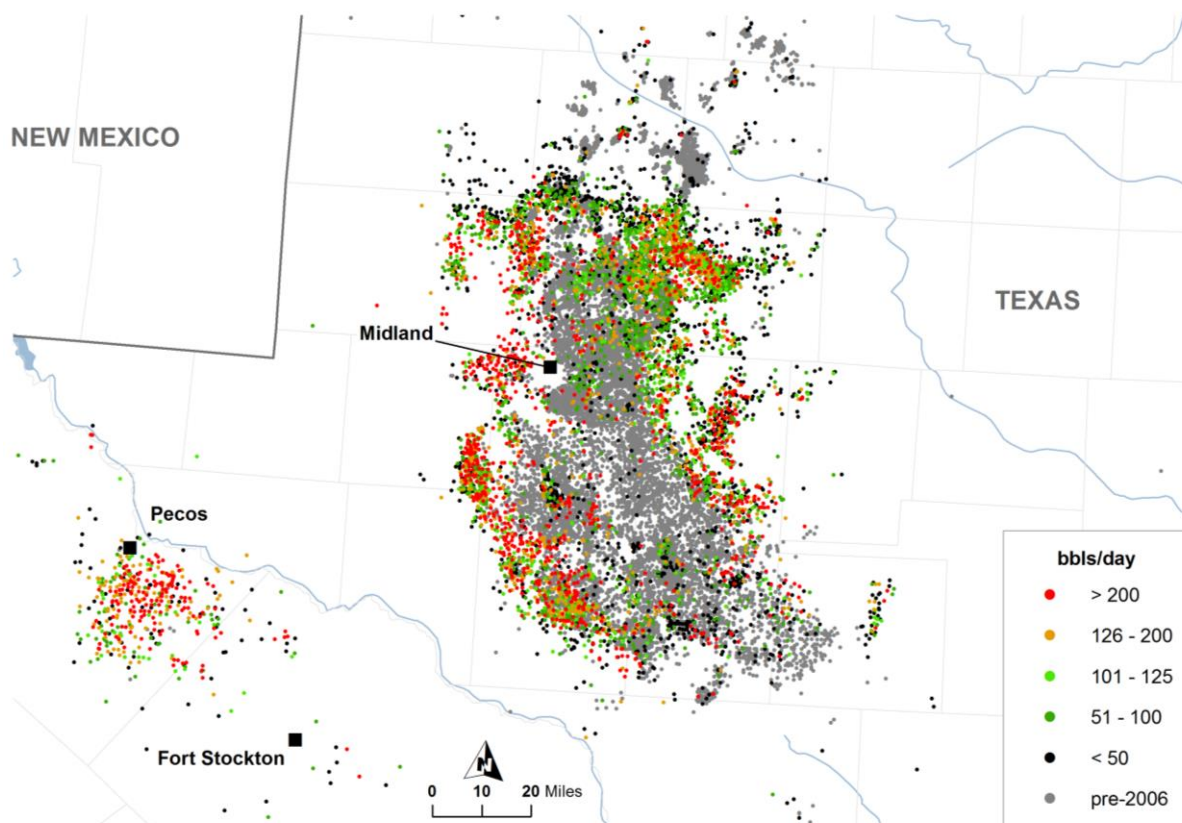 NEW MEXICO
TEXAS
Midland
Pecos
Fort Stockton
N
0 10 20 Miles
bbls/day
> 200
126 - 200
101 - 125
51 - 100
< 50
pre-2006